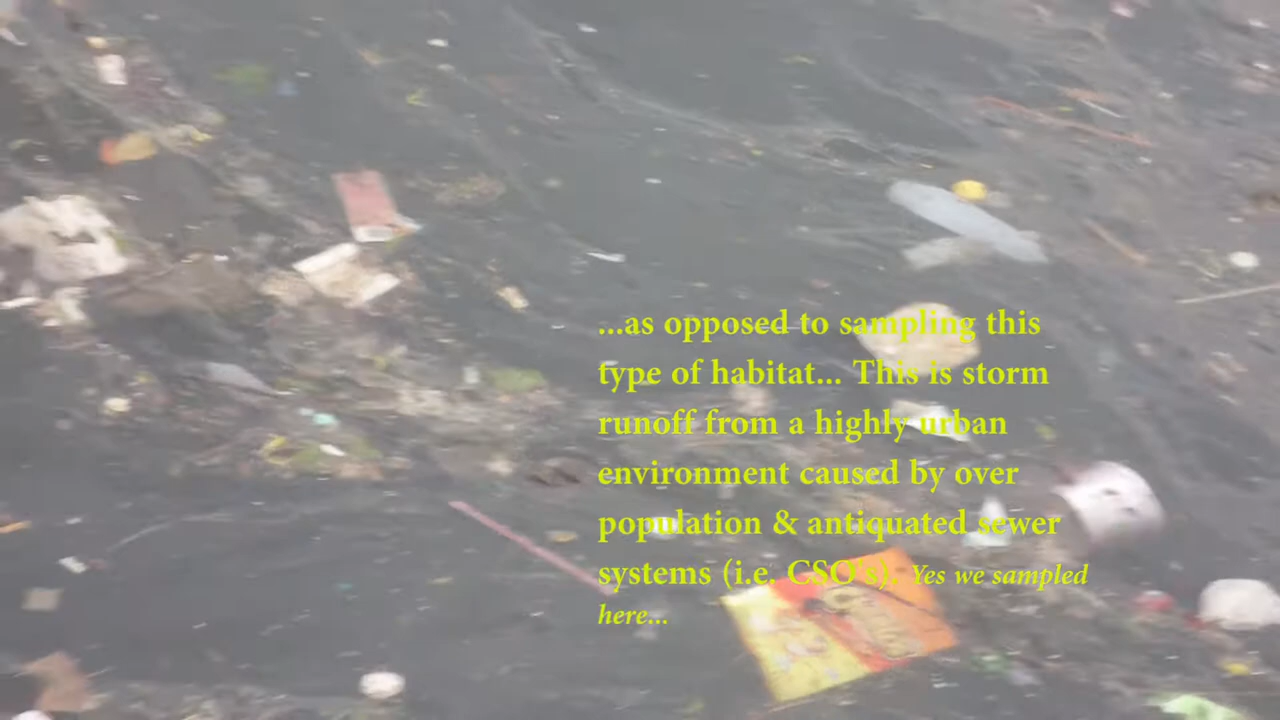 ...as opposed to sampling this
type of habitat... This is storm
runoff from a highly urban
environment caused by over
population & antiquated sewer
systems (i.e. CSO's). Yes we sampled
here...